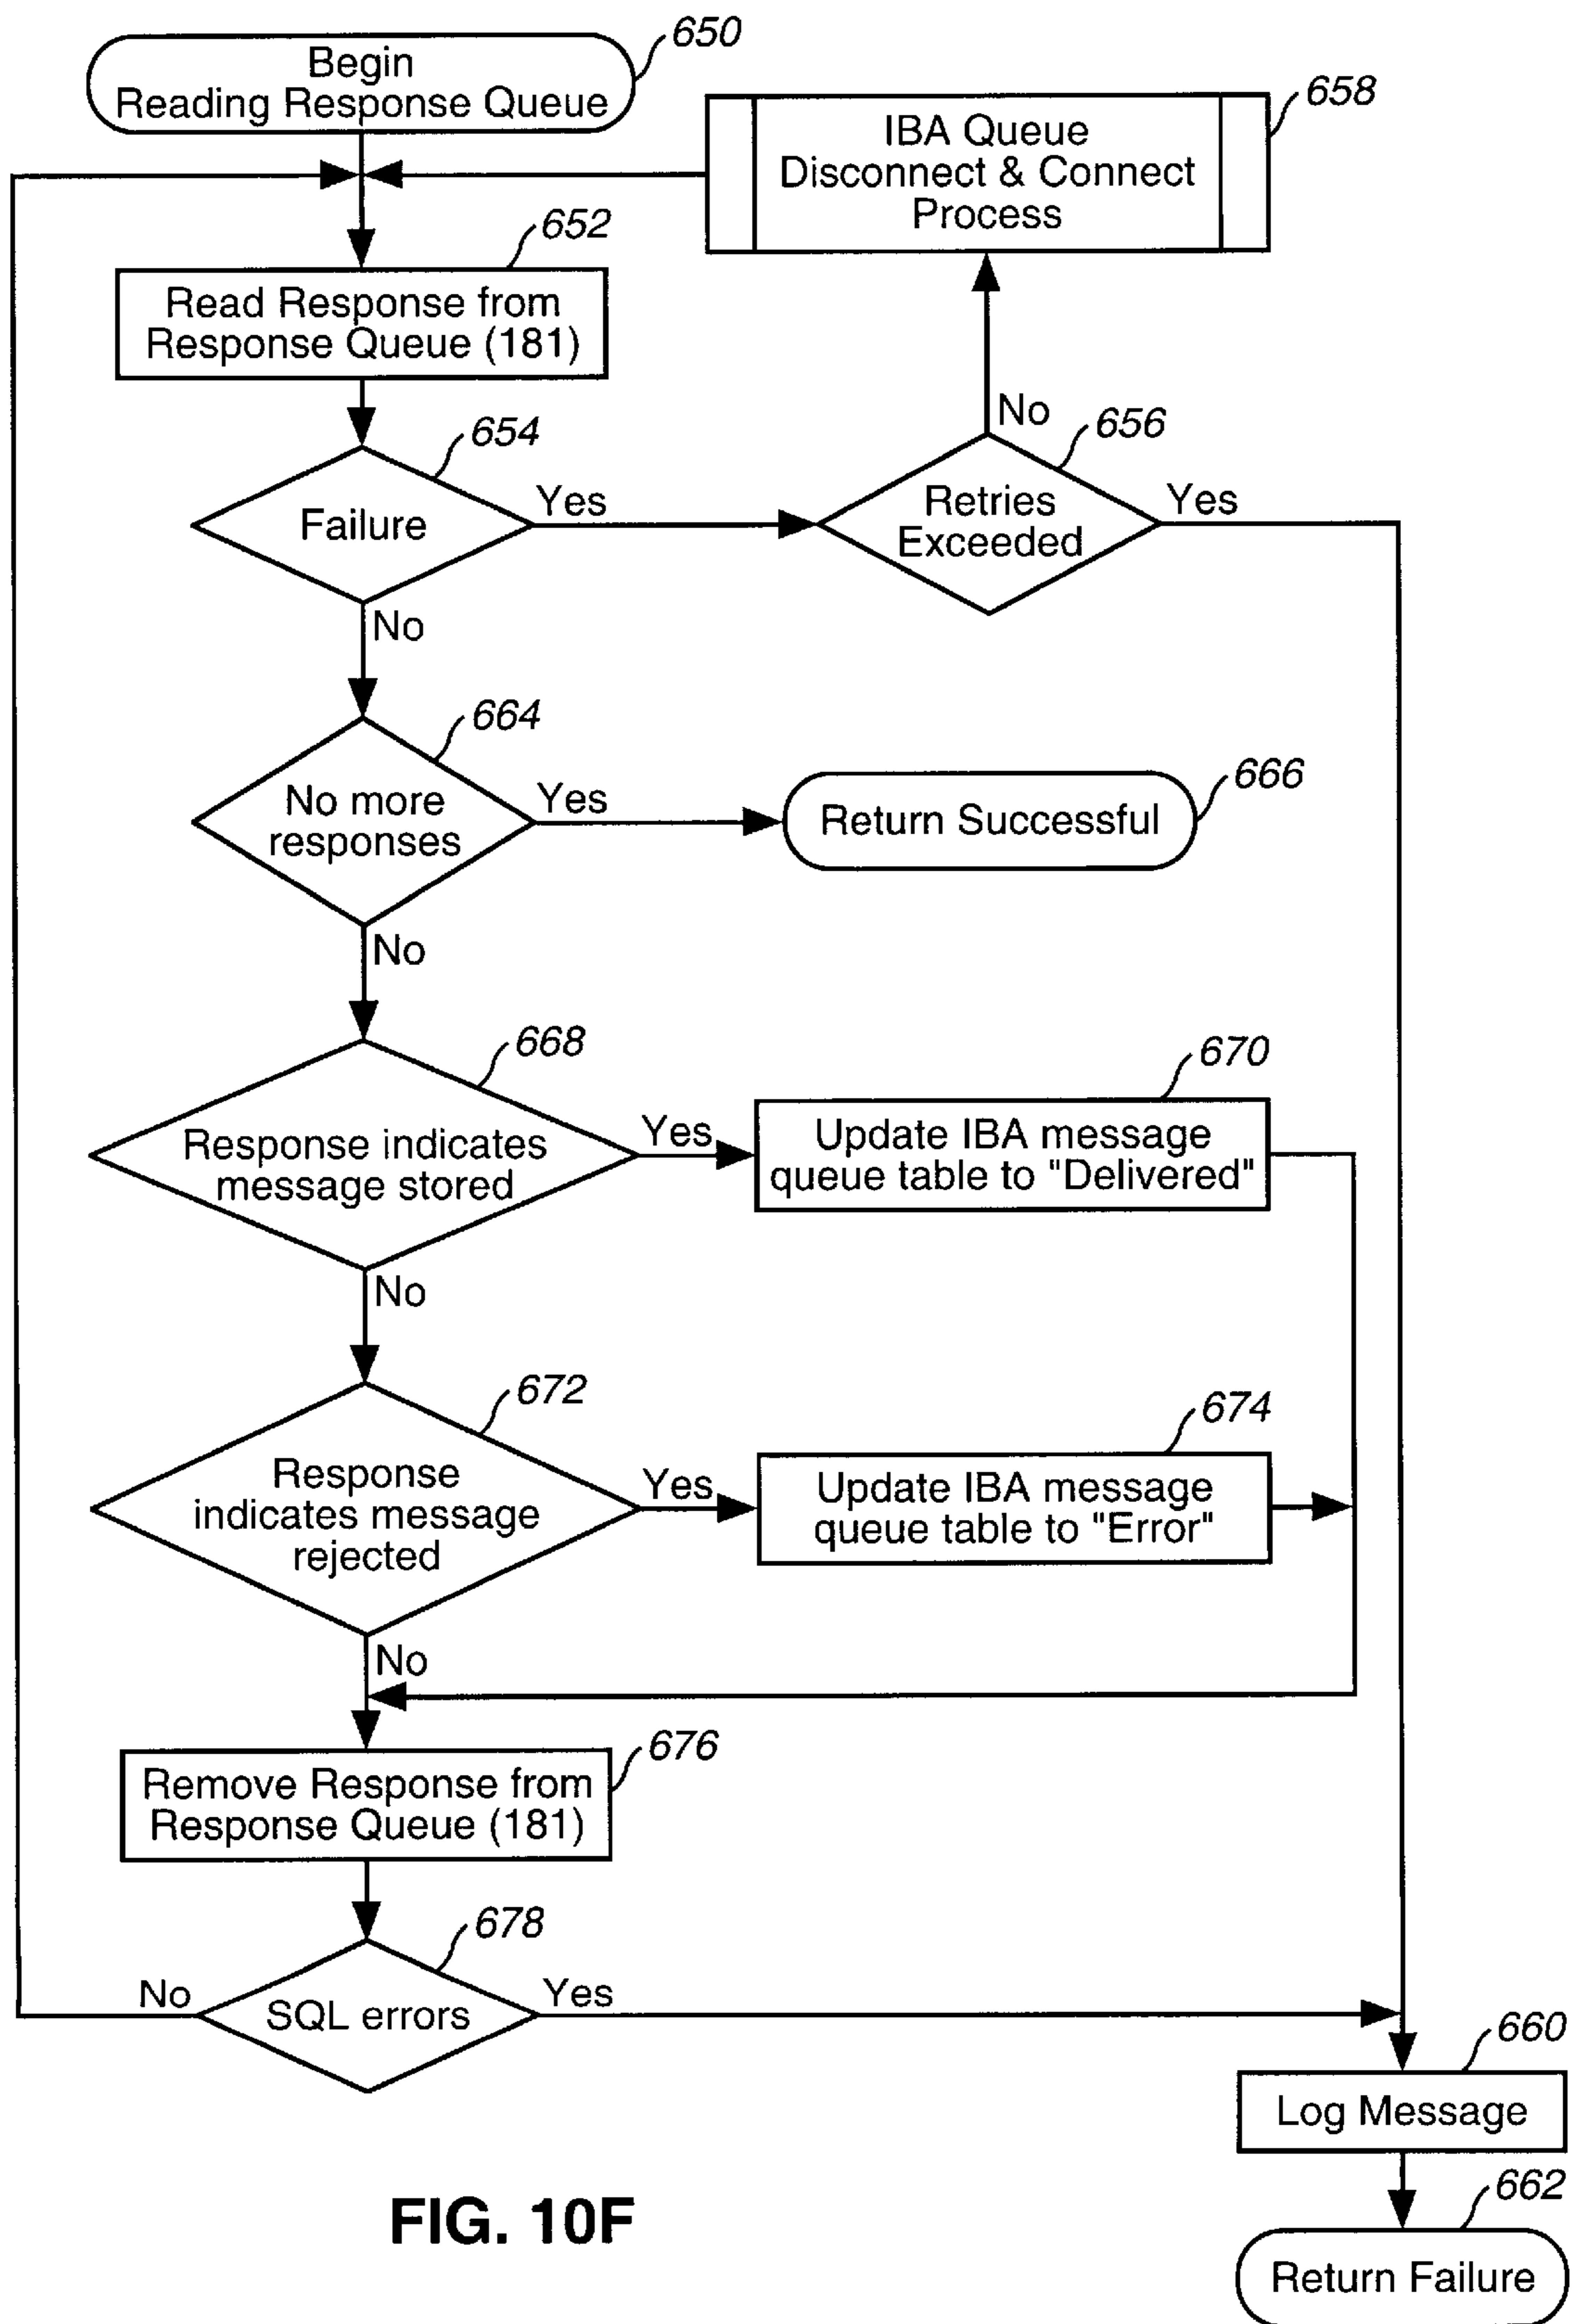 650
Begin
Reading Response Queue
658
IBA Queue
Disconnect & Connect
Process
652
Read Response from
Response Queue (181)
654
Failure
Yes
No
656
Retries
Exceeded
No
Yes
664
No more
responses
Yes
No
666
Return Successful
668
Response indicates
message stored
Yes
No
670
Update IBA message
queue table to "Delivered"
672
Response
indicates message
rejected
Yes
No
674
Update IBA message
queue table to "Error"
676
Remove Response from
Response Queue (181)
678
SQL errors
No
Yes
660
Log Message
662
Return Failure
FIG. 10F